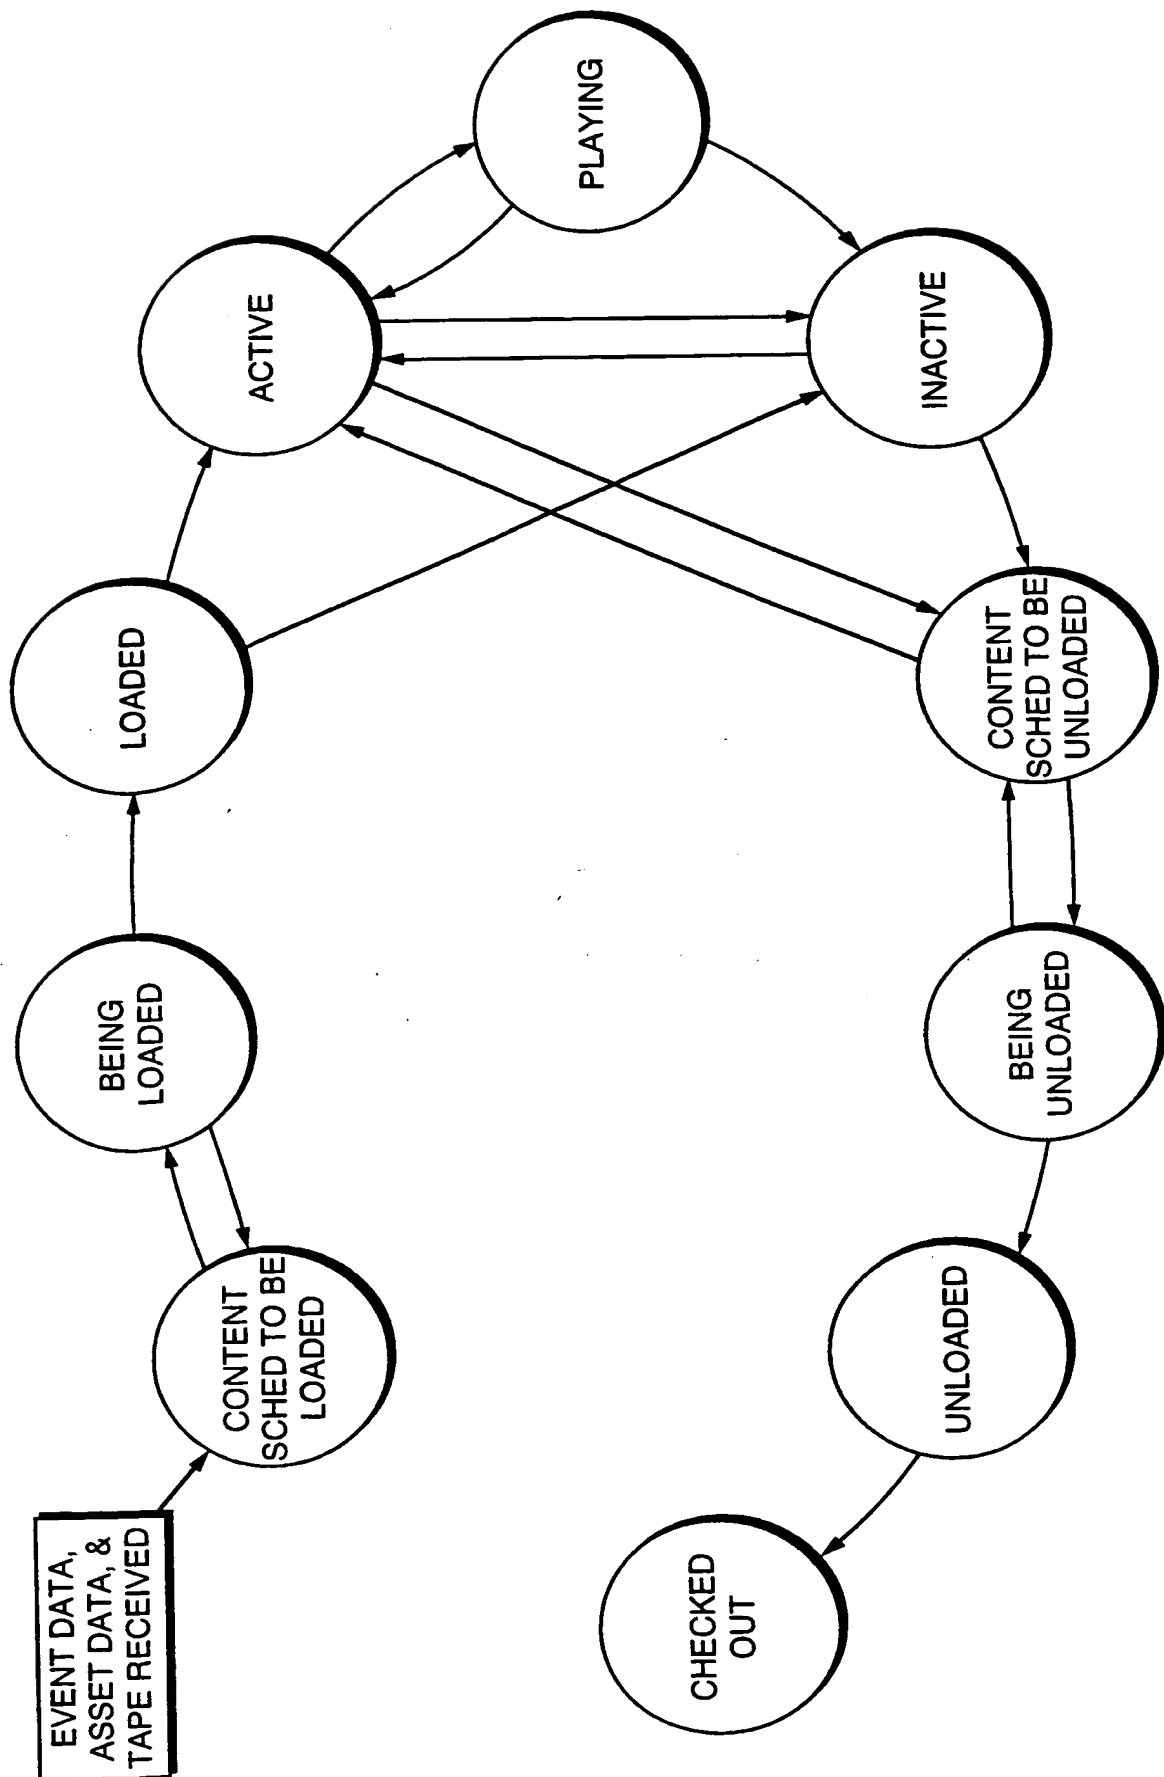 EVENT DATA,
ASSET DATA, &
TAPE RECEIVED
CONTENT
SCHED TO BE
LOADED
BEING
LOADED
LOADED
ACTIVE
PLAYING
INACTIVE
CONTENT
SCHED TO BE
UNLOADED
BEING
UNLOADED
UNLOADED
CHECKED
OUT